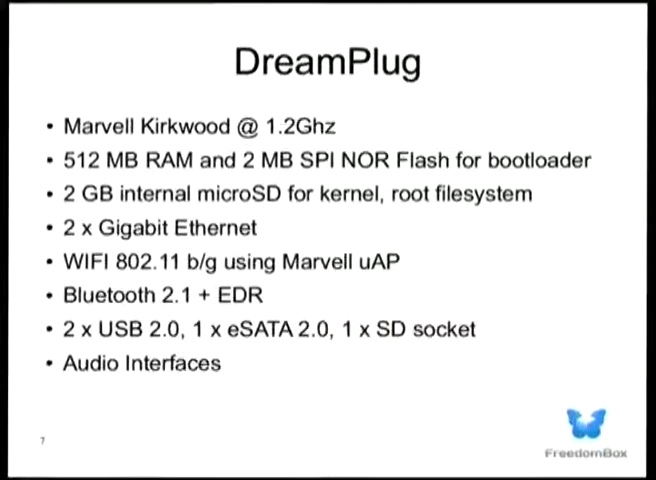 DreamPlug
• Marvell Kirkwood @ 1.2Ghz
• 512 MB RAM and 2 MB SPI NOR Flash for bootloader
• 2 GB internal microSD for kernel, root filesystem
• 2 x Gigabit Ethernet
• WIFI 802.11 b/g using Marvell uAP
• Bluetooth 2.1 + EDR
• 2 x USB 2.0, 1 x eSATA 2.0, 1 x SD socket
• Audio Interfaces
7
FreedomBox